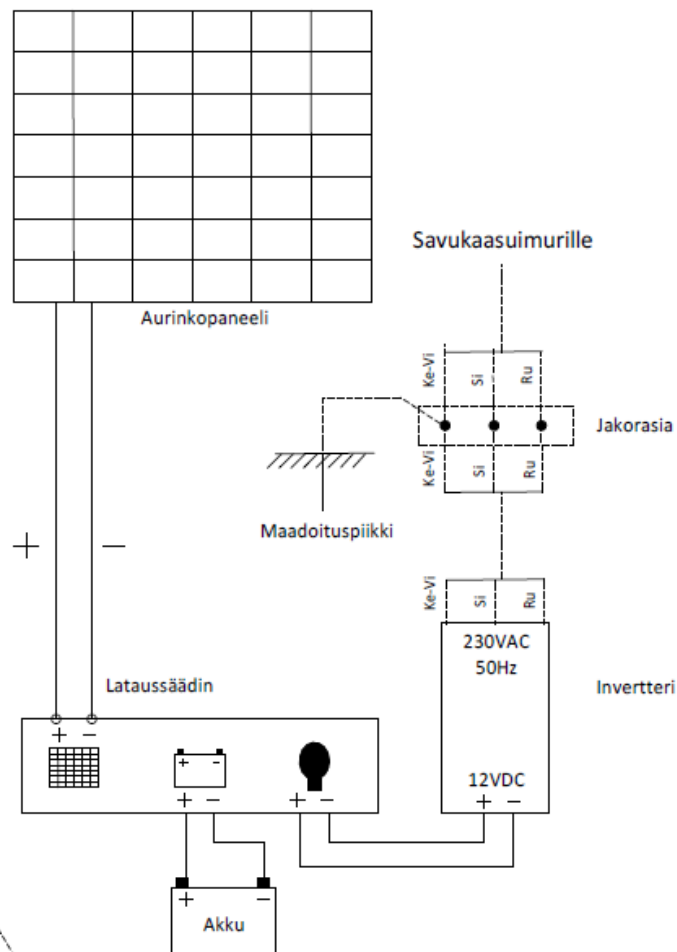 Savukaasuimurille
Aurinkopaneeli
Ke-Vi
Si
Ru
Jakorasia
Ke-Vi
Si
Ru
Maadoituspiikki
+ −
Ke-Vi
Si
Ru
230VAC
50Hz
Invertteri
Lataussäädin
+ −
+ -
12VDC
+ −
+ −
+ −
+ −
Akku